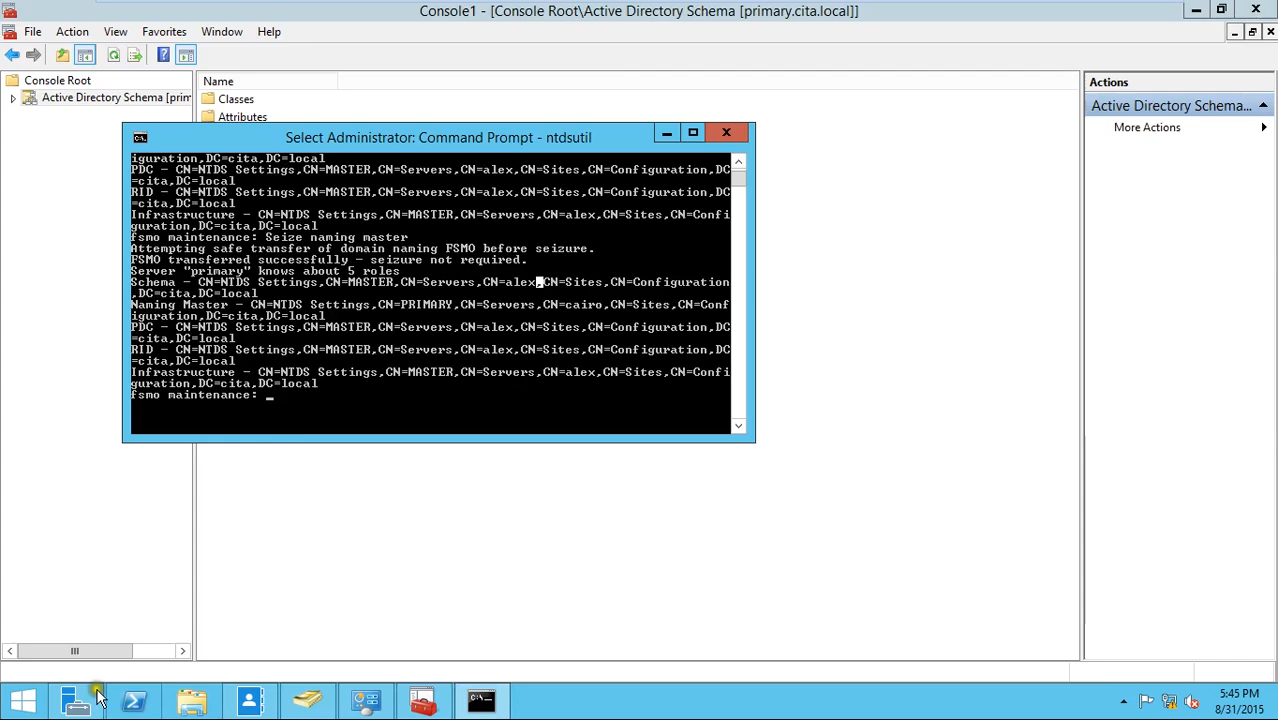 Console1 - [Console Root\Active Directory Schema [primary.cita.local]]
File Action View Favorites Window Help
Console Root
Active Directory Schema [prim
Name
Classes
Attributes
Actions
Active Directory Schema...
More Actions
Select Administrator: Command Prompt - ntdsutil
iguration,DC=cita,DC=local
PDC - CN=NTDS Settings,CN=MASTER,CN=Servers,CN=alex,CN=Sites,CN=Configuration,DC
=cita,DC=local
RID - CN=NTDS Settings,CN=MASTER,CN=Servers,CN=alex,CN=Sites,CN=Configuration,DC
=cita,DC=local
Infrastructure - CN=NTDS Settings,CN=MASTER,CN=Servers,CN=alex,CN=Sites,CN=Confi
guration,DC=cita,DC=local
fsmo maintenance: Seize naming master
Attempting safe transfer of domain naming FSMO before seizure.
FSMO transferred successfully - seizure not required.
Server "primary" knows about 5 roles
Schema - CN=NTDS Settings,CN=MASTER,CN=Servers,CN=alex,CN=Sites,CN=Configuration
,DC=cita,DC=local
Naming Master - CN=NTDS Settings,CN=PRIMARY,CN=Servers,CN=cairo,CN=Sites,CN=Conf
iguration,DC=cita,DC=local
PDC - CN=NTDS Settings,CN=MASTER,CN=Servers,CN=alex,CN=Sites,CN=Configuration,DC
=cita,DC=local
RID - CN=NTDS Settings,CN=MASTER,CN=Servers,CN=alex,CN=Sites,CN=Configuration,DC
=cita,DC=local
Infrastructure - CN=NTDS Settings,CN=MASTER,CN=Servers,CN=alex,CN=Sites,CN=Confi
guration,DC=cita,DC=local
fsmo maintenance: _
5:45 PM
8/31/2015